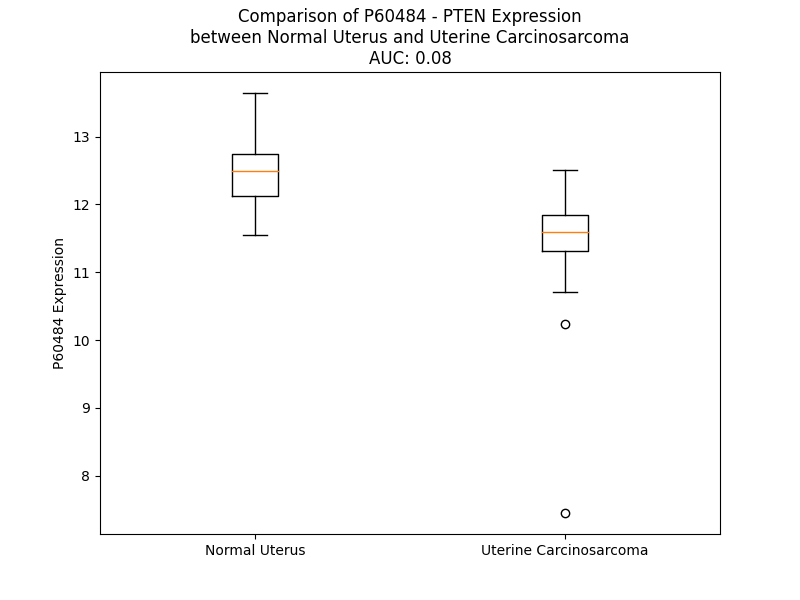 Comparison of P60484 - PTEN Expression
between Normal Uterus and Uterine Carcinosarcoma
AUC: 0.08
13
12
11
10
9
8
P60484 Expression
Normal Uterus
Uterine Carcinosarcoma